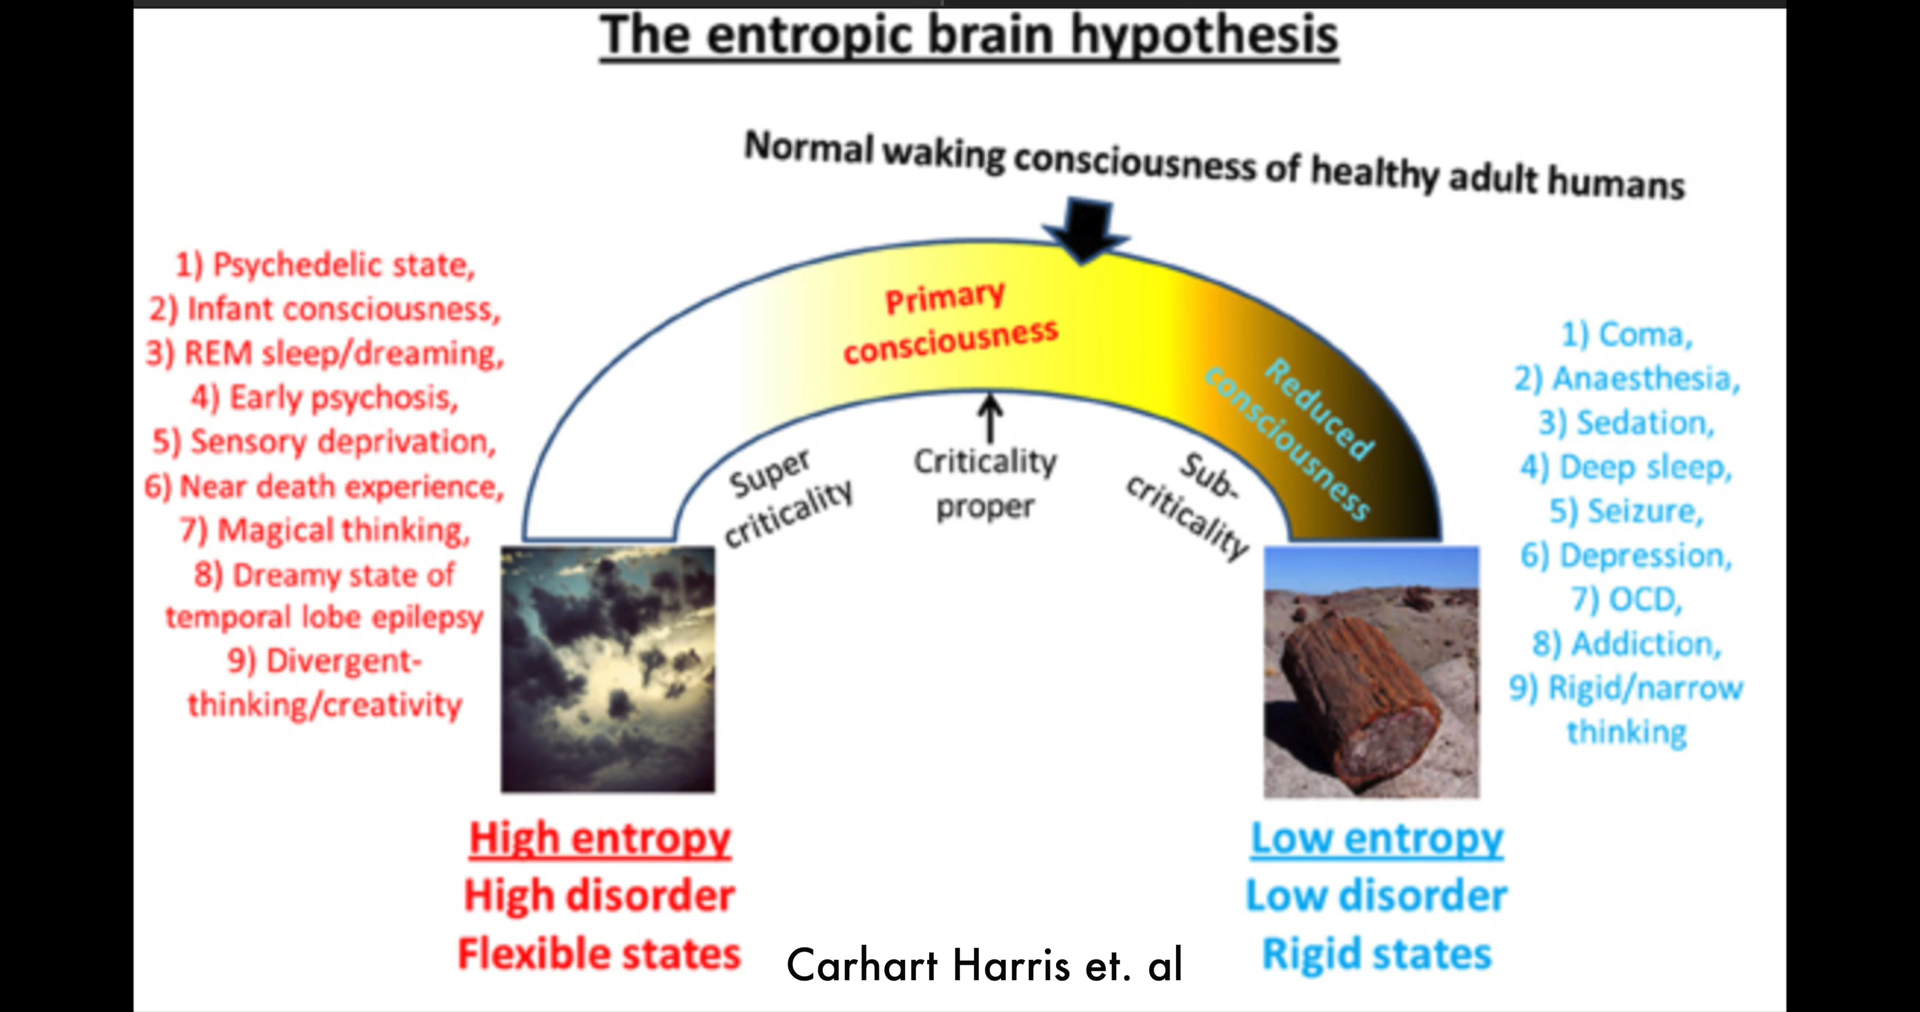 The entropic brain hypothesis
Normal waking consciousness of healthy adult humans
1) Psychedelic state,
2) Infant consciousness,
3) REM sleep/dreaming,
4) Early psychosis,
5) Sensory deprivation,
6) Near death experience,
7) Magical thinking,
8) Dreamy state of
temporal lobe epilepsy
9) Divergent-
thinking/creativity
Primary
consciousness
Reduced
consciousness
Super
criticality
Criticality
proper
Sub-
criticality
1) Coma,
2) Anaesthesia,
3) Sedation,
4) Deep sleep,
5) Seizure,
6) Depression,
7) OCD,
8) Addiction,
9) Rigid/narrow
thinking
High entropy
High disorder
Flexible states
Low entropy
Low disorder
Rigid states
Carhart Harris et. al